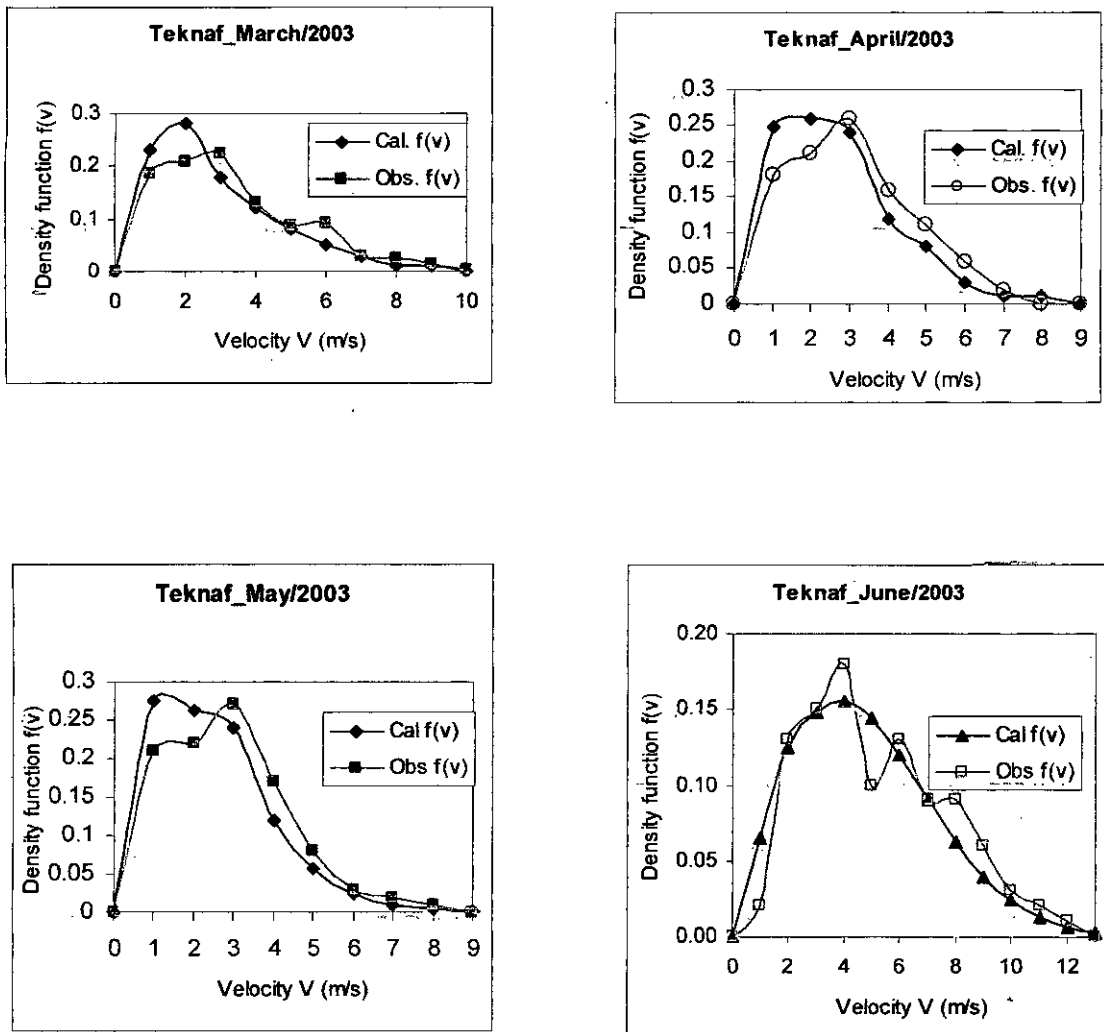 Teknaf_March/2003
Density function f(v)
0.3
0.2
0.1
0
Cal. f(v)
Obs. f(v)
0 2 4 6 8 10
Velocity V (m/s)
Teknaf_April/2003
Density function f(v)
0.3
0.25
0.2
0.15
0.1
0.05
0
Cal. f(v)
Obs. f(v)
0 1 2 3 4 5 6 7 8 9
Velocity V (m/s)
Teknaf_May/2003
Density function f(v)
0.3
0.25
0.2
0.15
0.1
0.05
0
Cal f(v)
Obs f(v)
0 1 2 3 4 5 6 7 8 9
Velocity V (m/s)
Teknaf_June/2003
Density function f(v)
0.20
0.15
0.10
0.05
0.00
Cal f(v)
Obs f(v)
0 2 4 6 8 10 12
Velocity V (m/s)